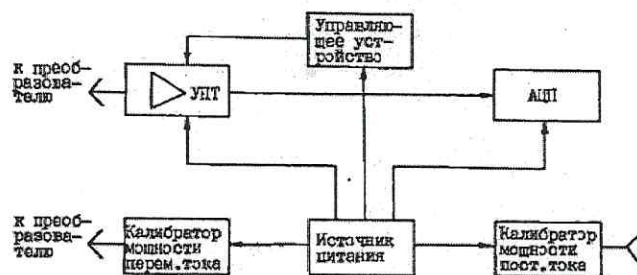 Управляю-
щее уст-
ройство
к преоб-
разова-
телю
УПТ
АЦП
к преоб-
разова-
телю
Калибратор
мощности
перем.тока
Источник
питания
Калибратор
мощности
пост.тока